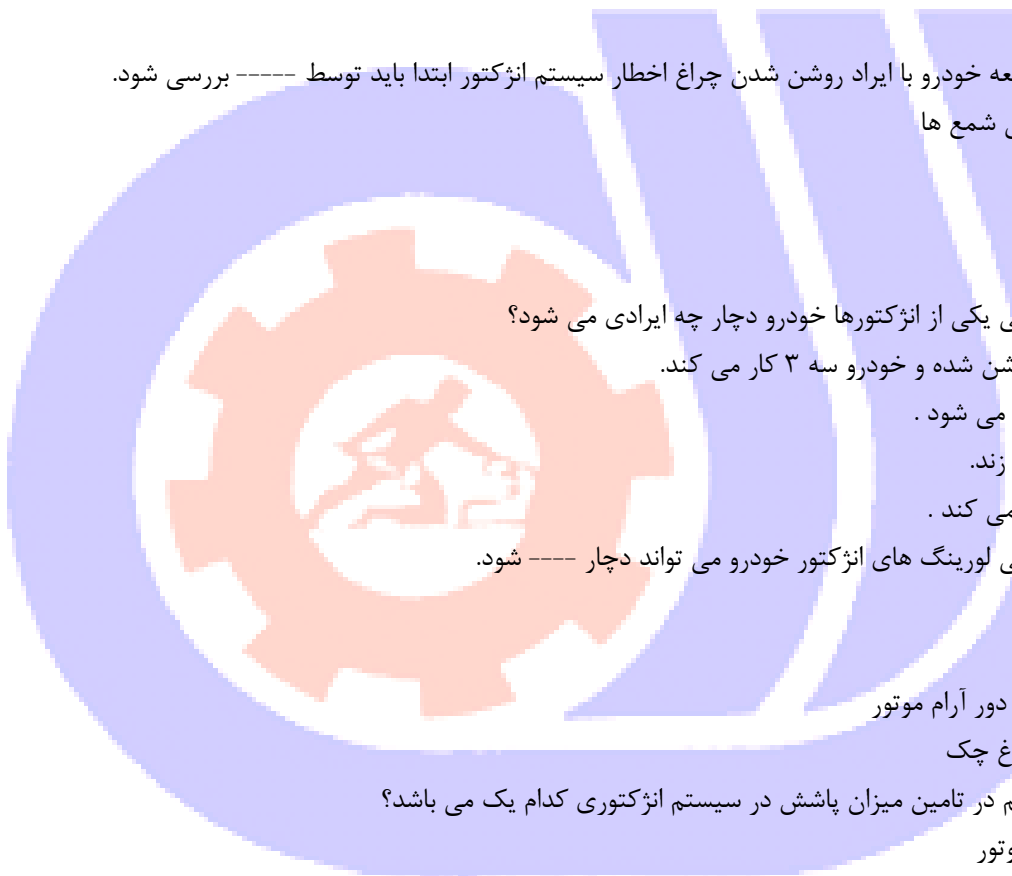 عه خودرو با ایراد روشن شدن چراغ اخطار سیستم انژکتور ابتدا باید توسط ----- بررسی شود.
شمع ها
ی یکی از انژکتورها خودرو دچار چه ایرادی می شود؟
شن شده و خودرو سه ۳ کار می کند.
می شود .
زند.
می کند .
ی لورینگ های انژکتور خودرو می تواند دچار ---- شود.
دور آرام موتور
غ چک
م در تامین میزان پاشش در سیستم انژکتوری کدام یک می باشد؟
وتور